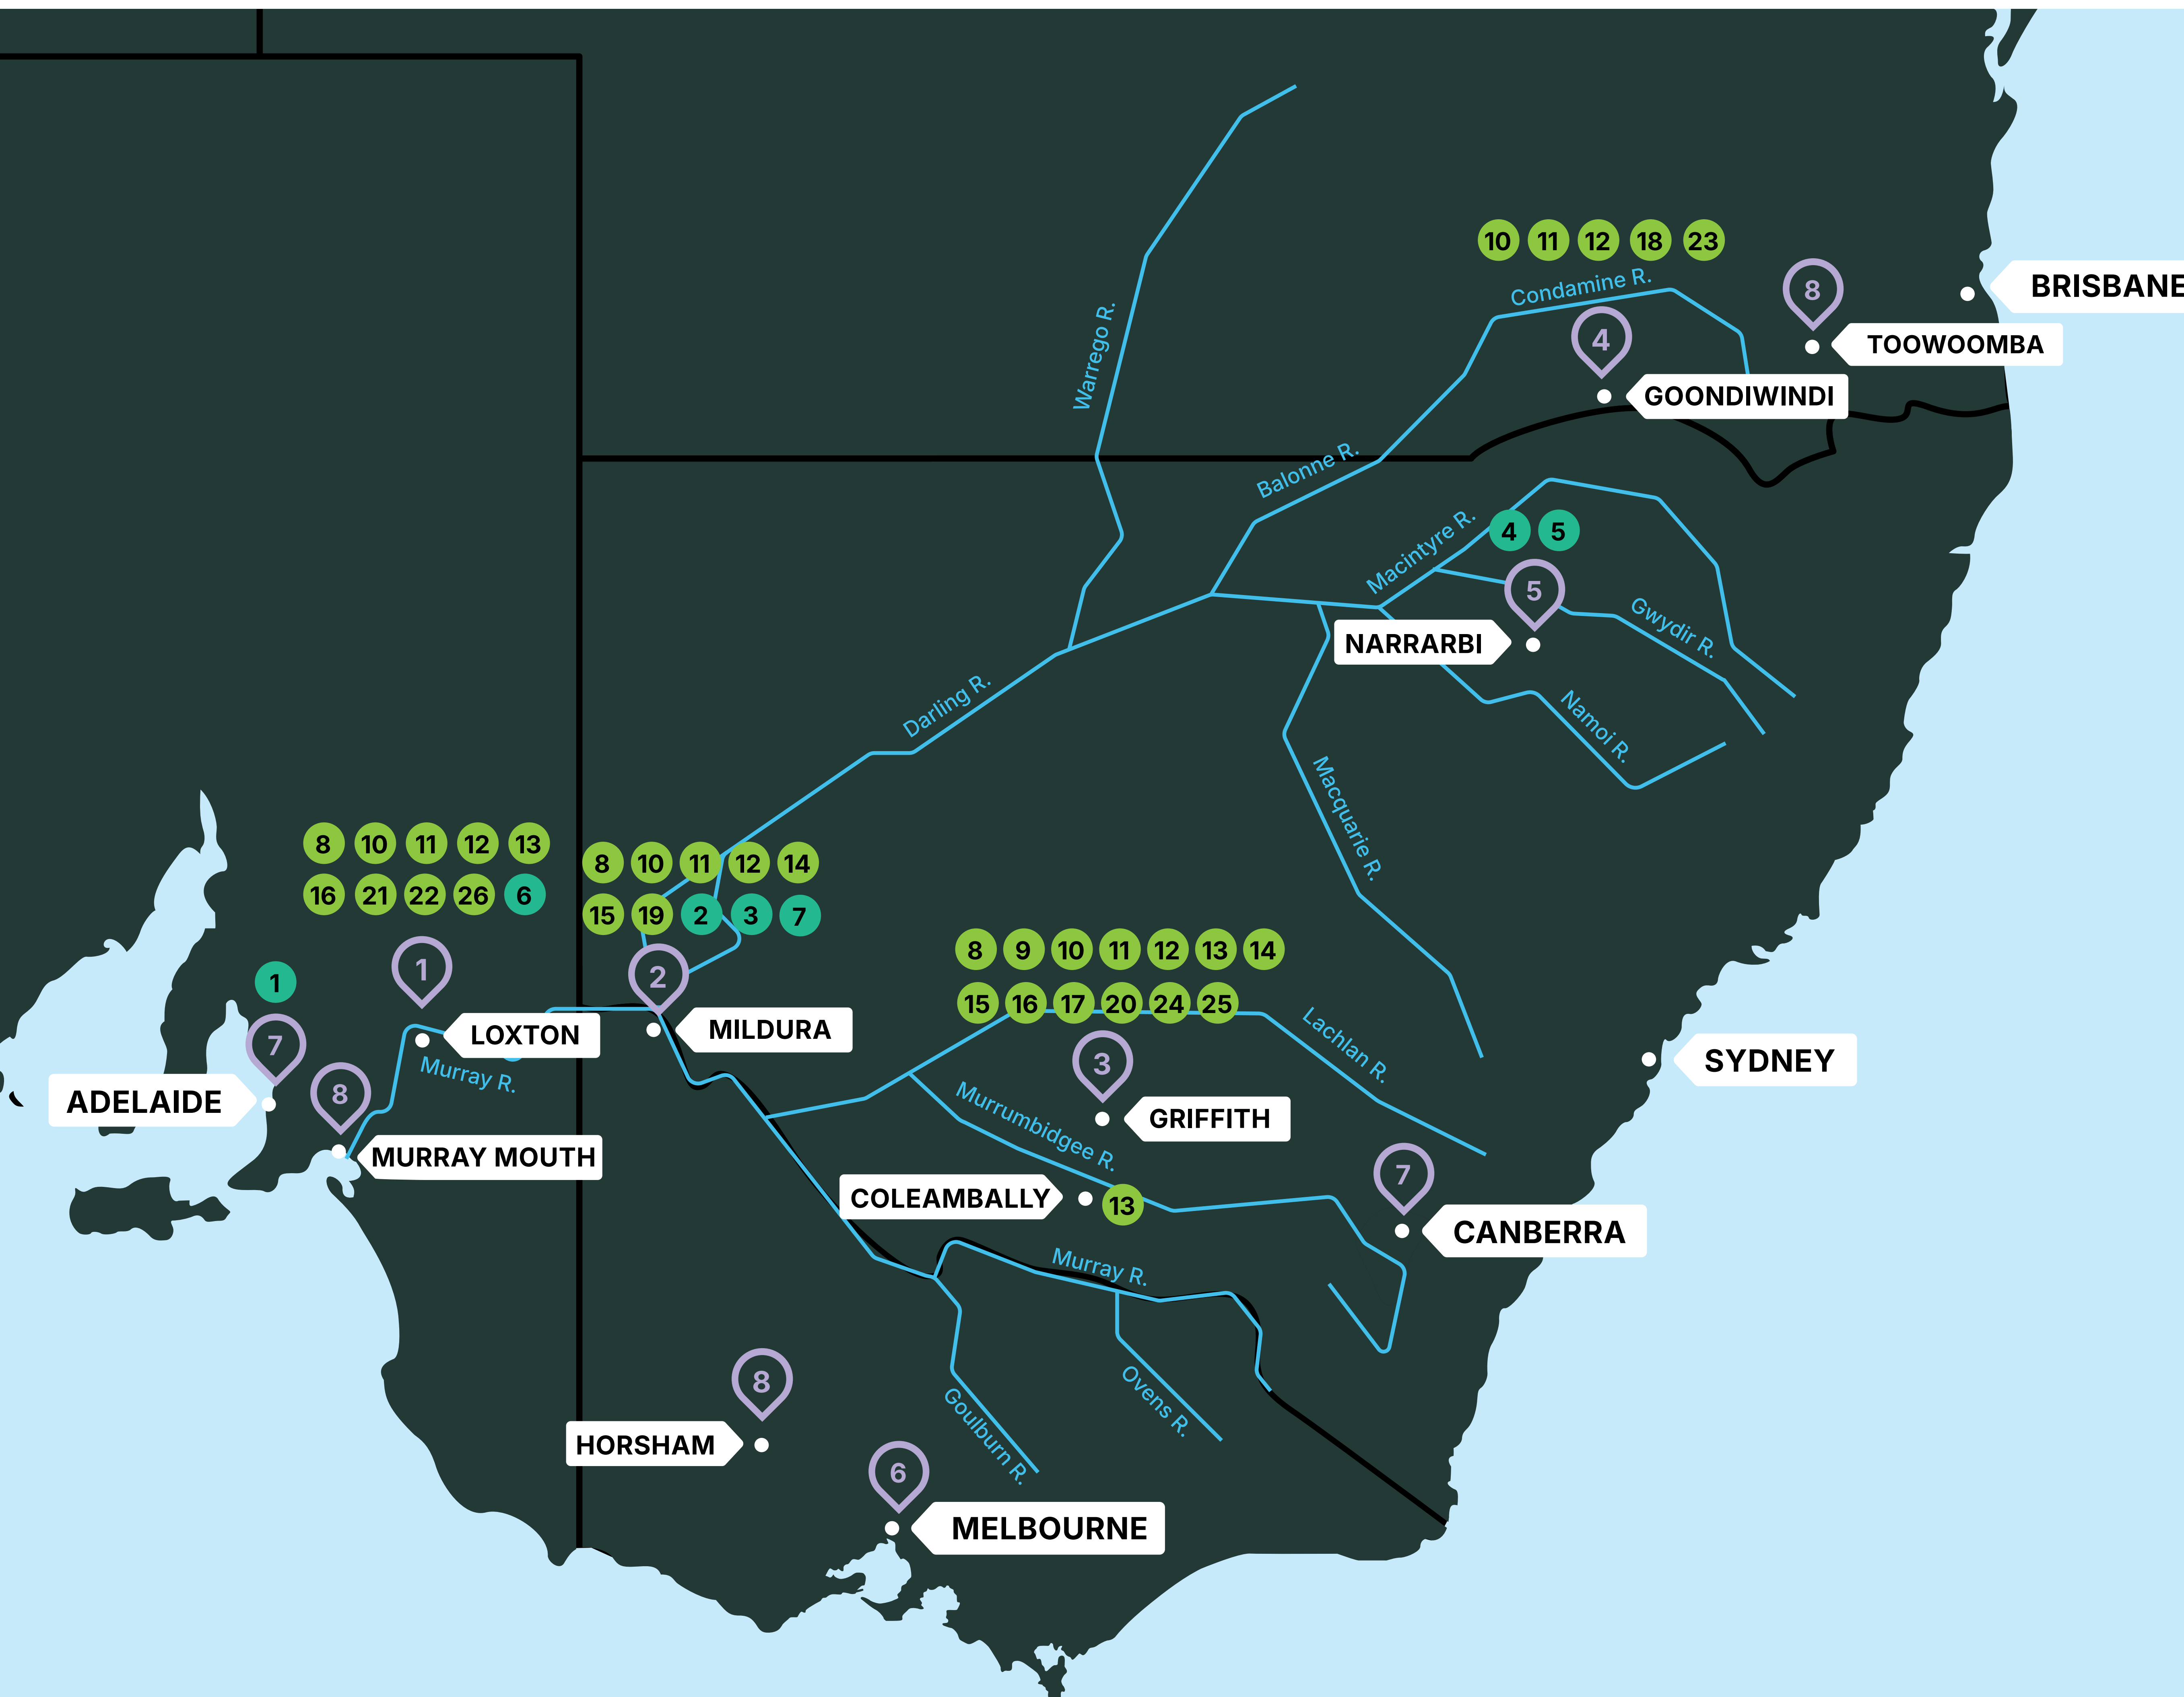 10 11 12 18 23
Condamine R.
8
BRISBANE
4
TOOWOOMBA
GOONDIWINDI
Warrego R.
Balonne R.
Macintyre R.
4 5
5
Gwydir R.
NARRARBI
Namoi R.
Darling R.
Macquarie R.
8 10 11 12 13
16 21 22 26 6
8 10 11 12 14
15 19 2 3 7
1
1
2
8 9 10 11 12 13 14
15 16 17 20 24 25
7
LOXTON
MILDURA
Lachlan R.
SYDNEY
3
Murray R.
8
ADELAIDE
GRIFFITH
Murrumbidgee R.
MURRAY MOUTH
7
COLEAMBALLY
13
CANBERRA
Murray R.
8
Ovens R.
Goulburn R.
HORSHAM
6
MELBOURNE